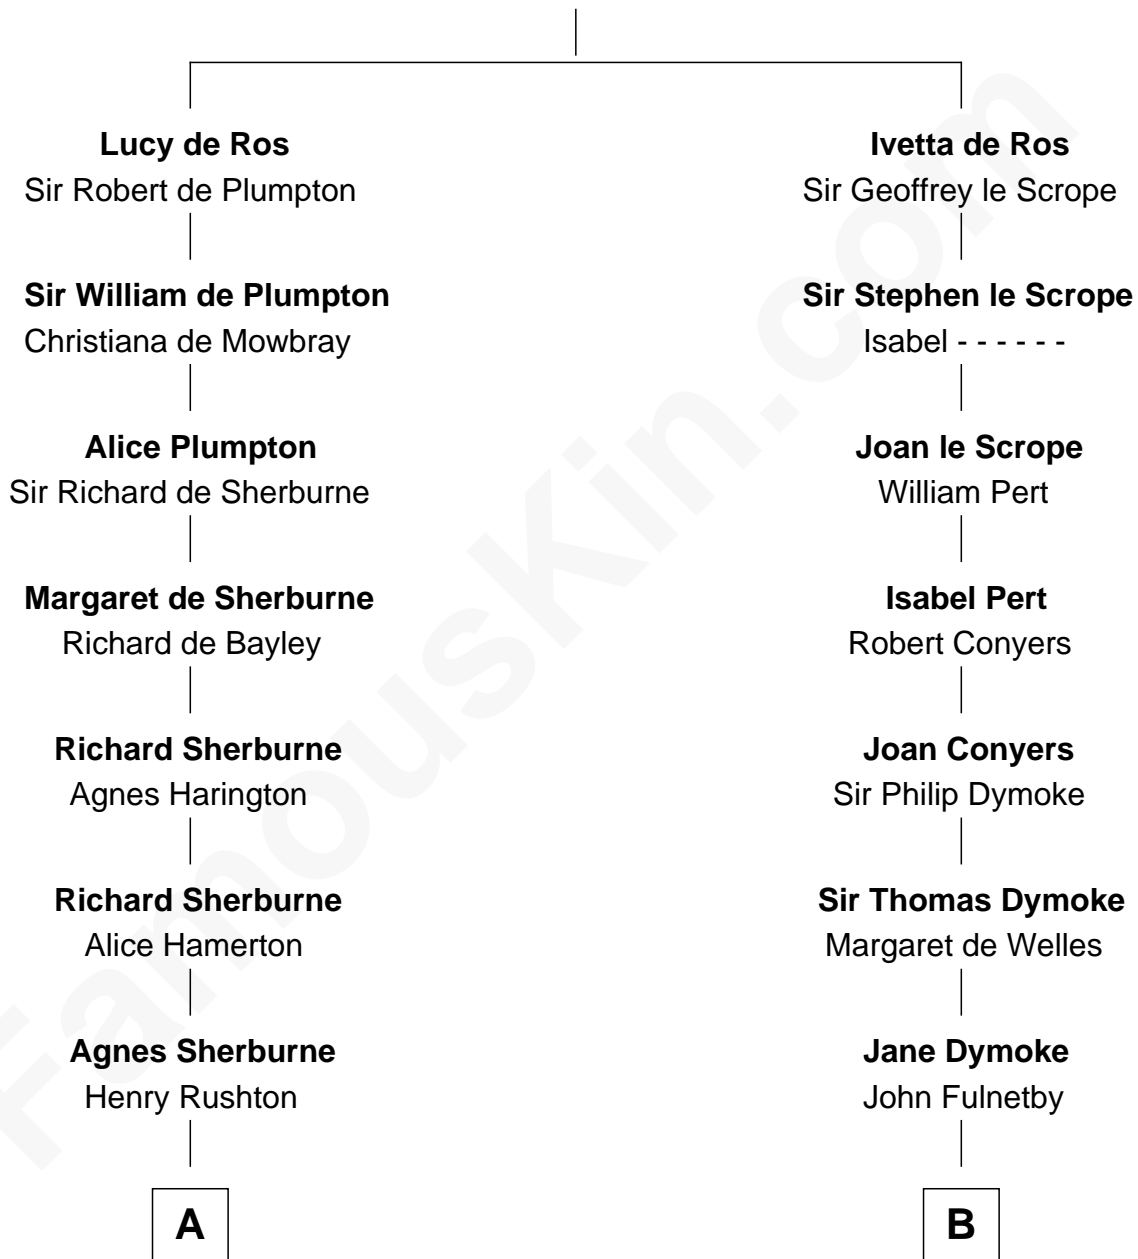 Lucy de Ros
Sir Robert de Plumpton
Ivetta de Ros
Sir Geoffrey le Scrope
Sir William de Plumpton
Christiana de Mowbray
Sir Stephen le Scrope
Isabel - - - - - -
Alice Plumpton
Sir Richard de Sherburne
Joan le Scrope
William Pert
Margaret de Sherburne
Richard de Bayley
Isabel Pert
Robert Conyers
Richard Sherburne
Agnes Harington
Joan Conyers
Sir Philip Dymoke
Richard Sherburne
Alice Hamerton
Sir Thomas Dymoke
Margaret de Welles
Agnes Sherburne
Henry Rushton
Jane Dymoke
John Fulnetby
A
B
FamousKin.com